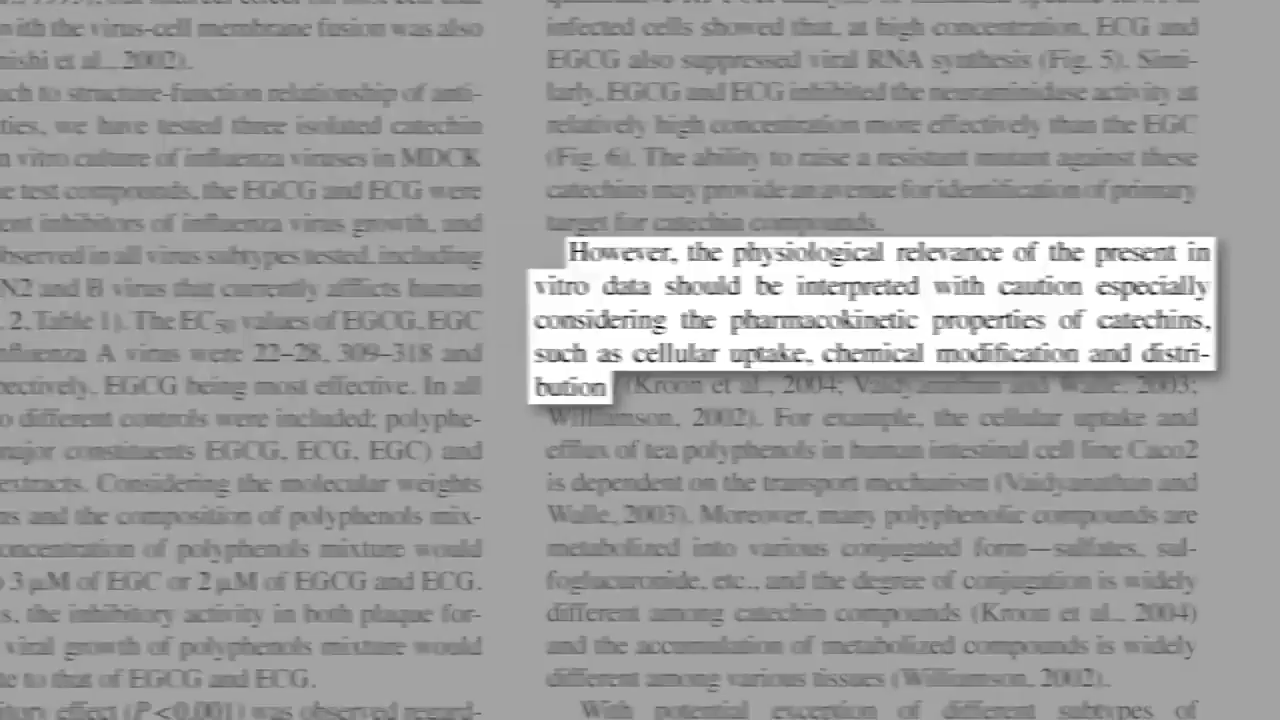 with the virus-cell membrane fusion was also
nishi et al., 2002).
ach to structure-function relationship of anti-
ties, we have tested three isolated catechin
n vitro culture of influenza viruses in MDCK
e test compounds, the EGCG and ECG were
ent inhibitors of influenza virus growth, and
observed in all virus subtypes tested, including
N2 and B virus that currently afflicts human
2, Table 1). The EC50 values of EGCG, EGC
nfluenza A virus were 22–28, 309–318 and
pectively, EGCG being most effective. In all
o different controls were included; polyphe-
major constituents EGCG, ECG, EGC) and
extracts. Considering the molecular weights
ns and the composition of polyphenols mix-
oncentration of polyphenols mixture would
3 μM of EGC or 2 μM of EGCG and ECG.
s, the inhibitory activity in both plaque for-
viral growth of polyphenols mixture would
te to that of EGCG and ECG.
effect (P<0.001) was observed regard-
infected cells showed that, at high concentration, ECG and
EGCG also suppressed viral RNA synthesis (Fig. 5). Simi-
larly, EGCG and ECG inhibited the neuraminidase activity at
relatively high concentration more effectively than the EGC
(Fig. 6). The ability to raise a resistant mutant against these
catechins may provide an avenue for identification of primary
target for catechin compounds.
However, the physiological relevance of the present in
vitro data should be interpreted with caution especially
considering the pharmacokinetic properties of catechins,
such as cellular uptake, chemical modification and distri-
bution (Kroon et al., 2004; Vaidyanathan and Walle, 2003;
Williamson, 2002). For example, the cellular uptake and
efflux of tea polyphenols in human intestinal cell line Caco2
is dependent on the transport mechanism (Vaidyanathan and
Walle, 2003). Moreover, many polyphenolic compounds are
metabolized into various conjugated form—sulfates, sul-
foglucuronide, etc., and the degree of conjugation is widely
different among catechin compounds (Kroon et al., 2004)
and the accumulation of metabolized compounds is widely
different among various tissues (Williamson, 2002).
With potential exception of different subtypes of